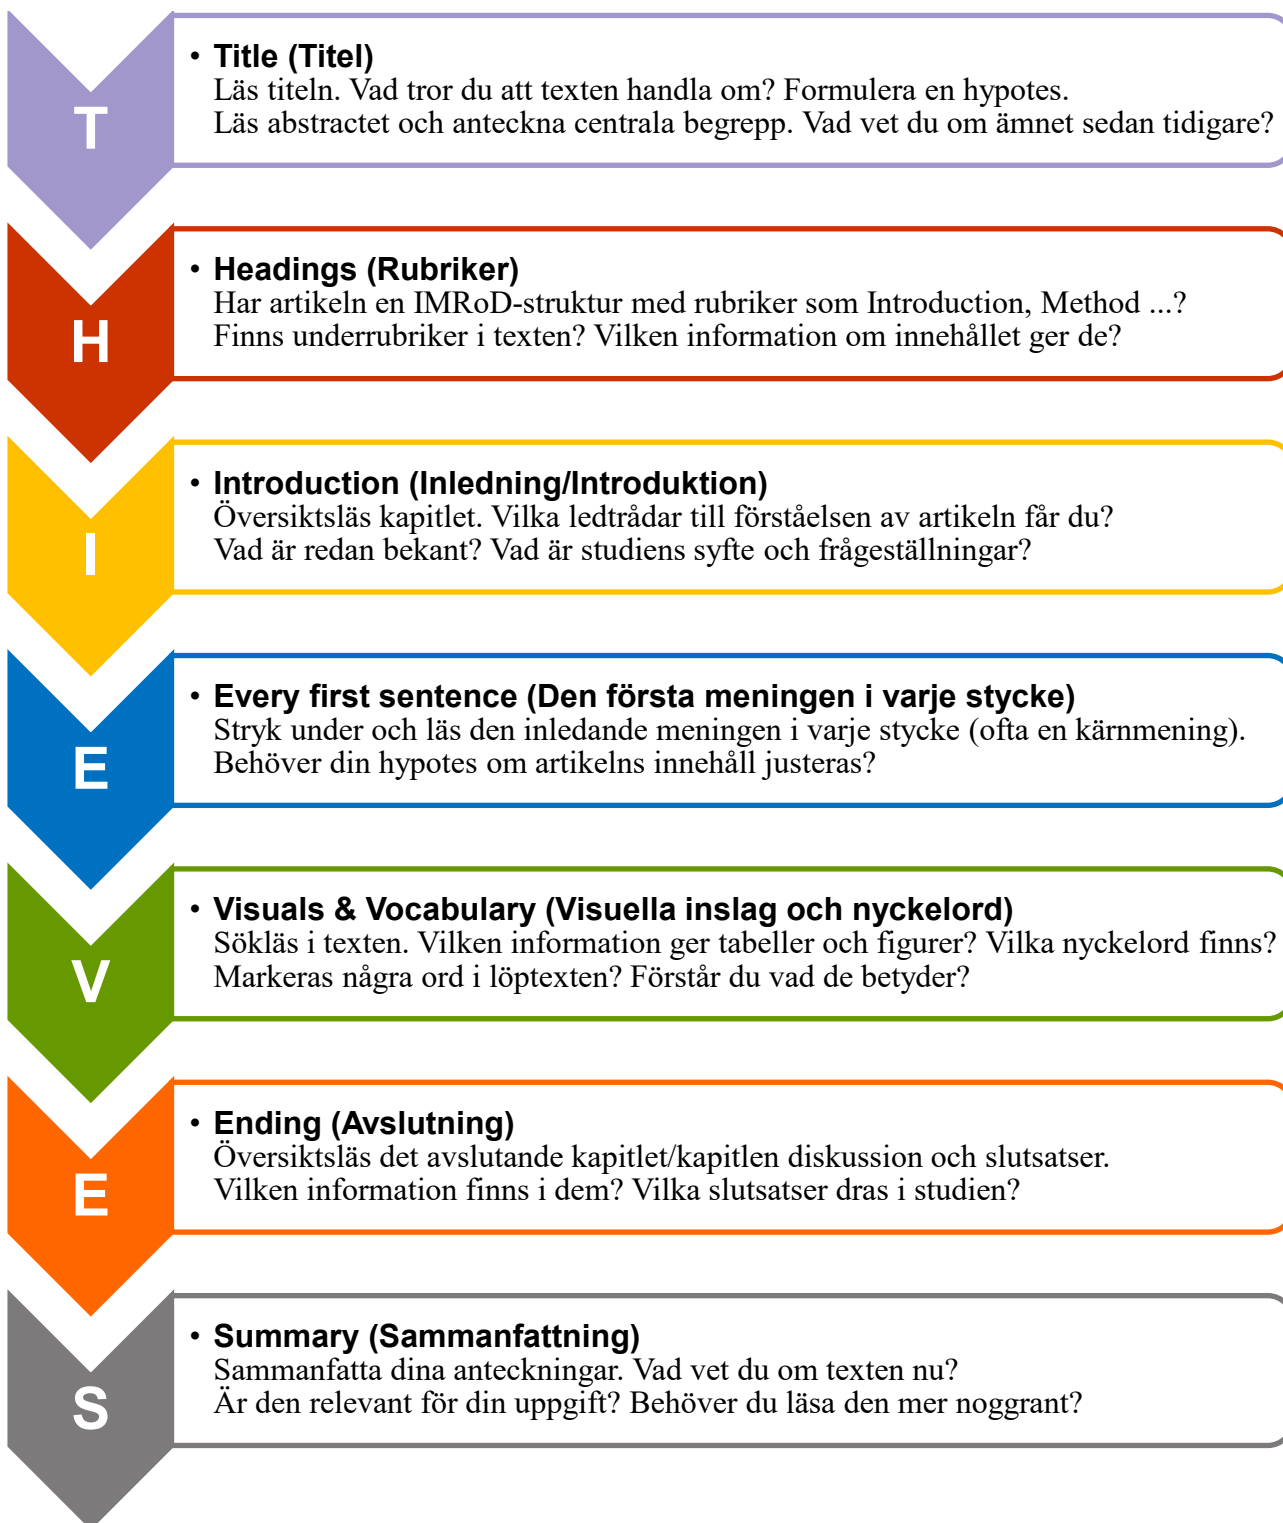 T
• Title (Titel)
Läs titeln. Vad tror du att texten handla om? Formulera en hypotes.
Läs abstractet och anteckna centrala begrepp. Vad vet du om ämnet sedan tidigare?
H
• Headings (Rubriker)
Har artikeln en IMRoD-struktur med rubriker som Introduction, Method ...?
Finns underrubriker i texten? Vilken information om innehållet ger de?
I
• Introduction (Inledning/Introduktion)
Översiktsläs kapitlet. Vilka ledtrådar till förståelsen av artikeln får du?
Vad är redan bekant? Vad är studiens syfte och frågeställningar?
E
• Every first sentence (Den första meningen i varje stycke)
Stryk under och läs den inledande meningen i varje stycke (ofta en kärnmening).
Behöver din hypotes om artikelns innehåll justeras?
V
• Visuals & Vocabulary (Visuella inslag och nyckelord)
Sökläs i texten. Vilken information ger tabeller och figurer? Vilka nyckelord finns?
Markeras några ord i löptexten? Förstår du vad de betyder?
E
• Ending (Avslutning)
Översiktsläs det avslutande kapitlet/kapitlen diskussion och slutsatser.
Vilken information finns i dem? Vilka slutsatser dras i studien?
S
• Summary (Sammanfattning)
Sammanfatta dina anteckningar. Vad vet du om texten nu?
Är den relevant för din uppgift? Behöver du läsa den mer noggrant?